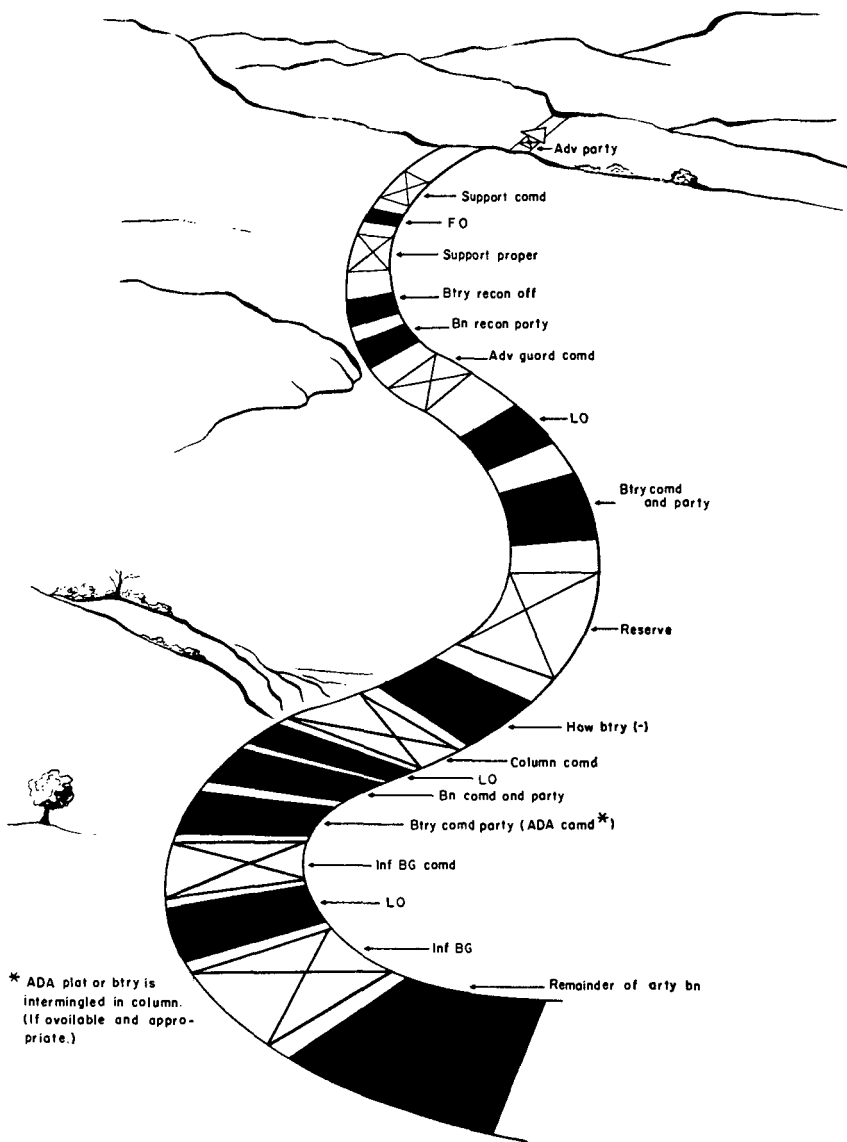 Adv party
Support comd
FO
Support proper
Btry recon off
Bn recon party
Adv guard comd
LO
Btry comd
and party
Reserve
How btry (-)
Column comd
LO
Bn comd and party
Btry comd party (ADA comd*)
Inf BG comd
LO
Inf BG
Remainder of arty bn
* ADA plat or btry is
intermingled in column.
(If available and appro-
priate.)